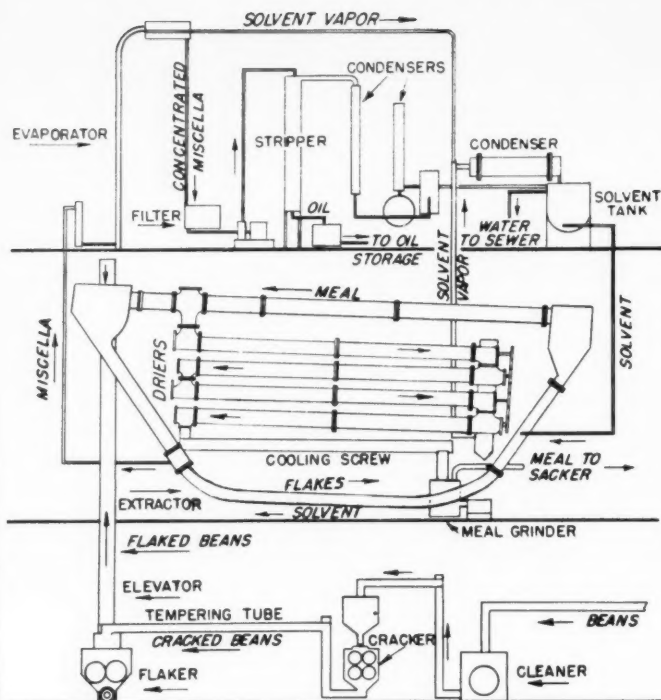 SOLVENT VAPOR
CONDENSERS
CONCENTRATED
MISCELLA
EVAPORATOR
STRIPPER
CONDENSER
SOLVENT
TANK
FILTER
OIL
TO OIL
STORAGE
WATER
TO SEWER
SOLVENT
VAPOR
MEAL
MISCELLA
SOLVENT
DRIERS
COOLING SCREW
MEAL TO
SACKER
FLAKES
EXTRACTOR
SOLVENT
MEAL GRINDER
FLAKED BEANS
ELEVATOR
TEMPERING TUBE
CRACKED BEANS
CRACKER
BEANS
FLAKER
CLEANER